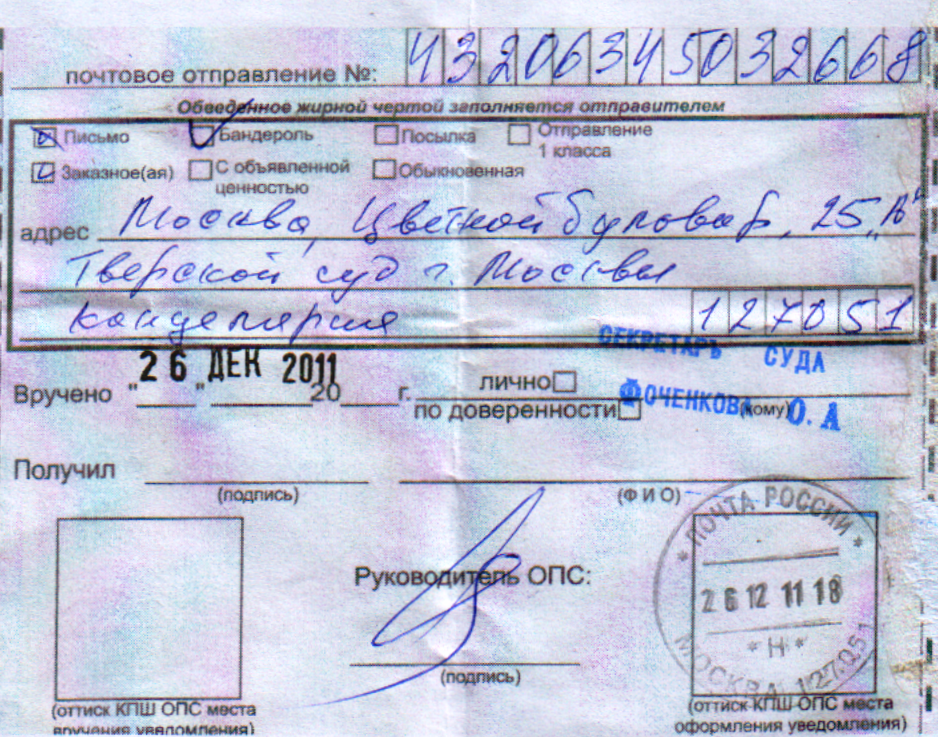 почтовое отправление №: 43206345032668
Обведенное жирной чертой заполняется отправителем
Письмо Бандероль Посылка Отправление 1 класса
Заказное(ая) С объявленной ценностью Обыкновенная
адрес Москва, Цветной бульвар, 25 „А“
Тверской суд г. Москвы
канцелярия 127051
СЕКРЕТАРЬ СУДА
26 ДЕК 2011
Вручено " " 20 г. лично
ФОЧЕНКОВА О. А
по доверенности (кому)
Получил
(подпись) (Ф И О)
ПОЧТА РОССИИ
Руководитель ОПС:
26 12 11 18
* Н *
МОСКВА 127051
(подпись)
(оттиск КПШ ОПС места
вручения уведомления)
(оттиск КПШ ОПС места
оформления уведомления)